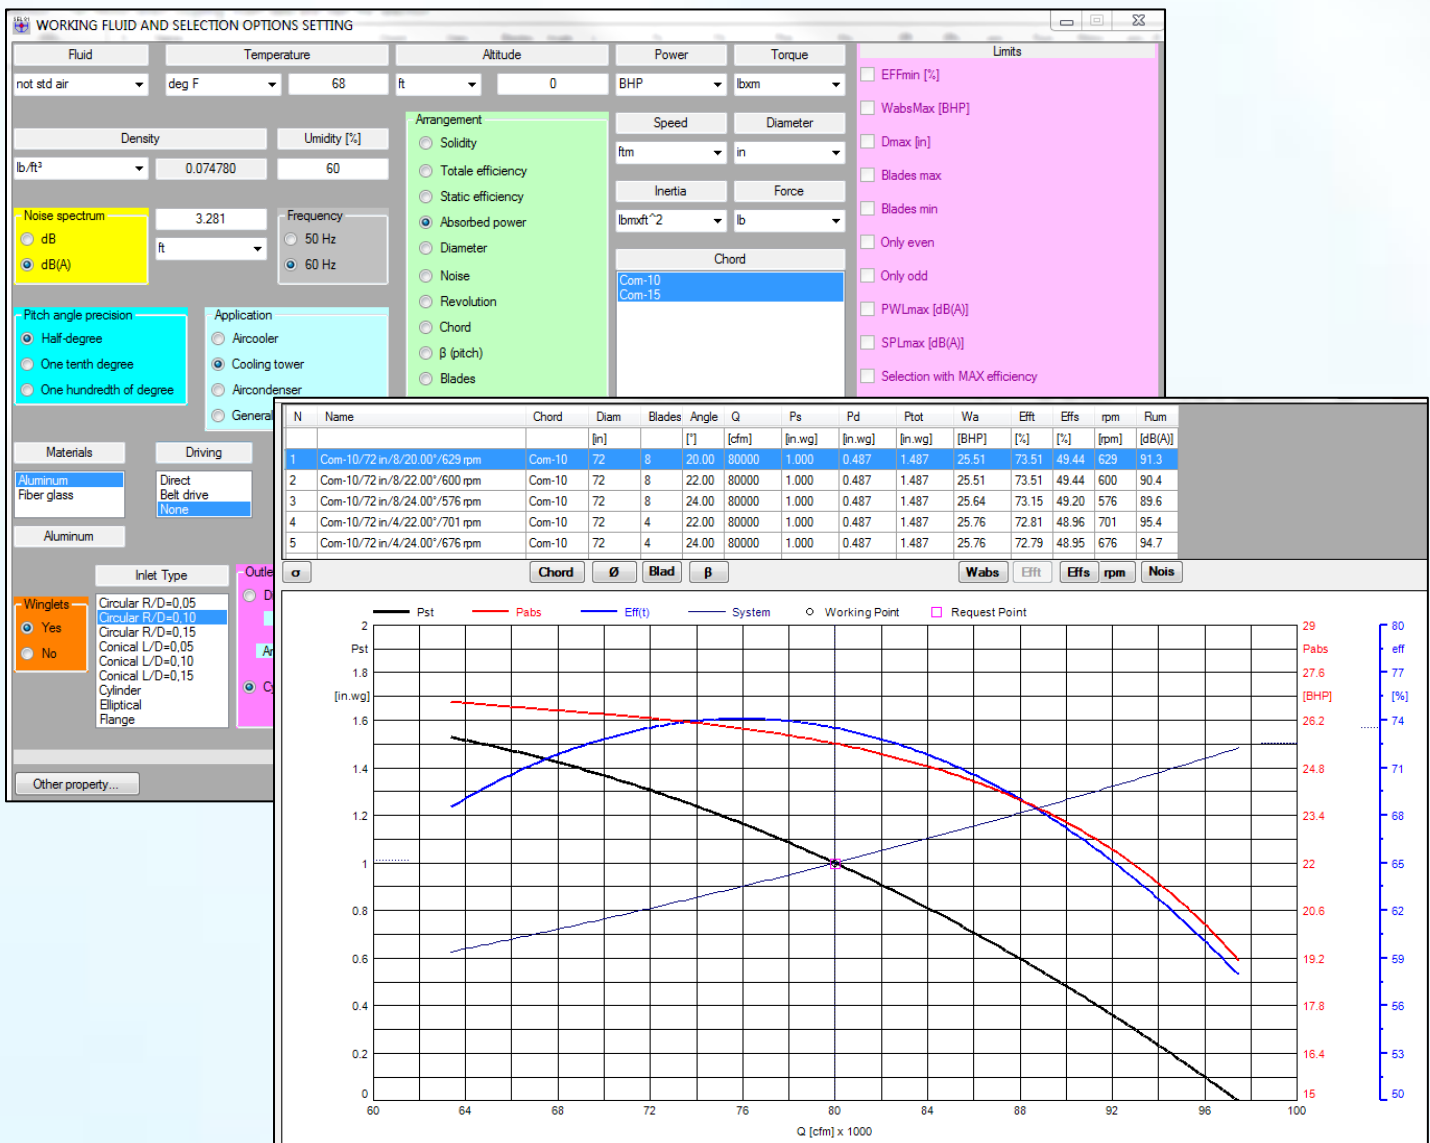 WORKING FLUID AND SELECTION OPTIONS SETTING
Fluid Temperature Altitude Power Torque Limits
not std air deg F 68 ft 0 BHP lbxm
EFFmin [%]
WabsMax [BHP]
Dmax [in]
Blades max
Blades min
Only even
Only odd
PWLmax [dB(A)]
SPLmax [dB(A)]
Selection with MAX efficiency
Density Umidity [%]
lb/ft³ 0.074780 60
Arrangement
Solidity
Totale efficiency
Static efficiency
Absorbed power
Diameter
Noise
Revolution
Chord
β (pitch)
Blades
Speed Diameter
ftm in
Inertia Force
lbmxft^2 lb
Chord
Com-10
Com-15
Noise spectrum
dB
dB(A)
3.281
ft
Frequency
50 Hz
60 Hz
Pitch angle precision
Half-degree
One tenth degree
One hundredth of degree
Application
Aircooler
Cooling tower
Aircondenser
General
Materials
Aluminum
Fiber glass
Aluminum
Driving
Direct
Belt drive
None
Inlet Type
Circular R/D=0,05
Circular R/D=0,10
Circular R/D=0,15
Conical L/D=0,05
Conical L/D=0,10
Conical L/D=0,15
Cylinder
Elliptical
Flange
Winglets
Yes
No
Outle
Other property...
N Name Chord Diam Blades Angle Q Ps Pd Ptot Wa Efft Effs rpm Rum
[in] [°] [cfm] [in.wg] [in.wg] [in.wg] [BHP] [%] [%] [rpm] [dB(A)]
1 Com-10/72 in/8/20.00°/629 rpm Com-10 72 8 20.00 80000 1.000 0.487 1.487 25.51 73.51 49.44 629 91.3
2 Com-10/72 in/8/22.00°/600 rpm Com-10 72 8 22.00 80000 1.000 0.487 1.487 25.51 73.51 49.44 600 90.4
3 Com-10/72 in/8/24.00°/576 rpm Com-10 72 8 24.00 80000 1.000 0.487 1.487 25.64 73.15 49.20 576 89.6
4 Com-10/72 in/4/22.00°/701 rpm Com-10 72 4 22.00 80000 1.000 0.487 1.487 25.76 72.81 48.96 701 95.4
5 Com-10/72 in/4/24.00°/676 rpm Com-10 72 4 24.00 80000 1.000 0.487 1.487 25.76 72.79 48.95 676 94.7
σ Chord Ø Blad β Wabs Efft Effs rpm Nois
Pst Pabs Eff(t) System Working Point Request Point
2 29 80
Pst Pabs eff
1.8 27.6 77
[in.wg] [BHP] [%]
1.6 26.2 74
1.4 24.8 71
1.2 23.4 68
1 22 65
0.8 20.6 62
0.6 19.2 59
0.4 17.8 56
0.2 16.4 53
0 15 50
60 64 68 72 76 80 84 88 92 96 100
Q [cfm] x 1000